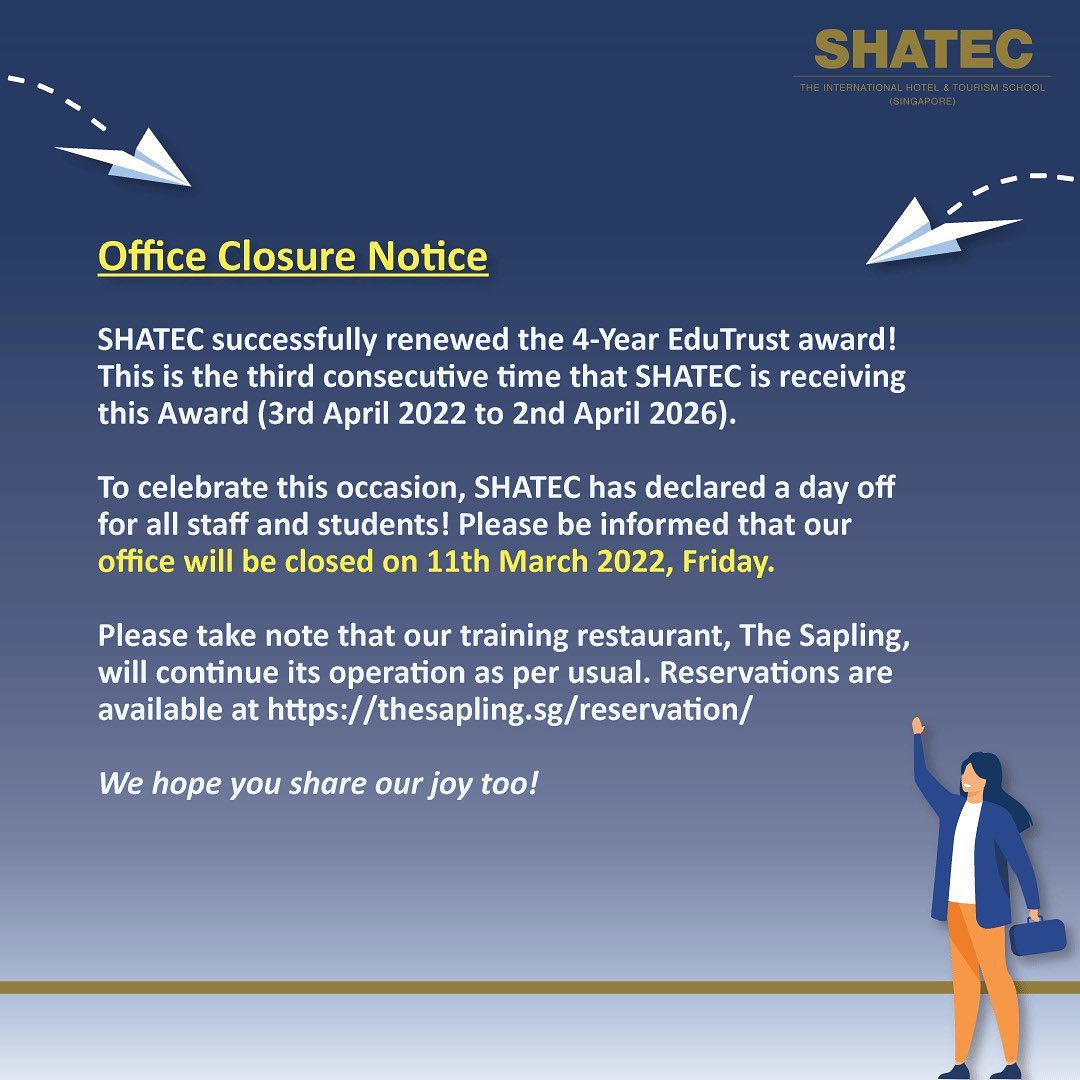 SHATEC
THE INTERNATIONAL HOTEL & TOURISM SCHOOL
(SINGAPORE)
Office Closure Notice
SHATEC successfully renewed the 4-Year EduTrust award!
This is the third consecutive time that SHATEC is receiving
this Award (3rd April 2022 to 2nd April 2026).
To celebrate this occasion, SHATEC has declared a day off
for all staff and students! Please be informed that our
office will be closed on 11th March 2022, Friday.
Please take note that our training restaurant, The Sapling,
will continue its operation as per usual. Reservations are
available at https://thesapling.sg/reservation/
We hope you share our joy too!